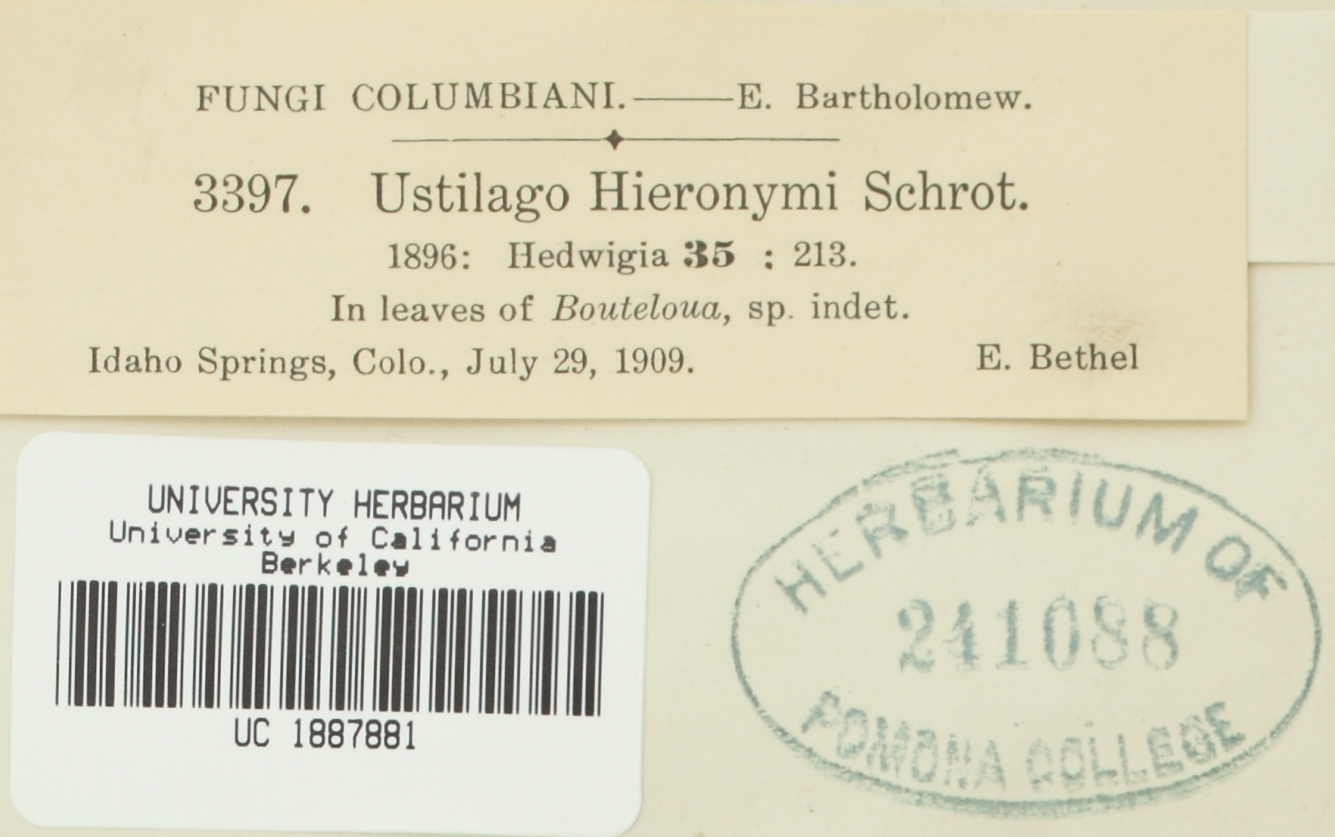 FUNGI COLUMBIANI.——E. Bartholomew.
3397. Ustilago Hieronymi Schrot.
1896: Hedwigia 35 : 213.
In leaves of Bouteloua, sp. indet.
Idaho Springs, Colo., July 29, 1909. E. Bethel
UNIVERSITY HERBARIUM
University of California
Berkeley
UC 1887881
HERBARIUM OF
241088
POMONA COLLEGE